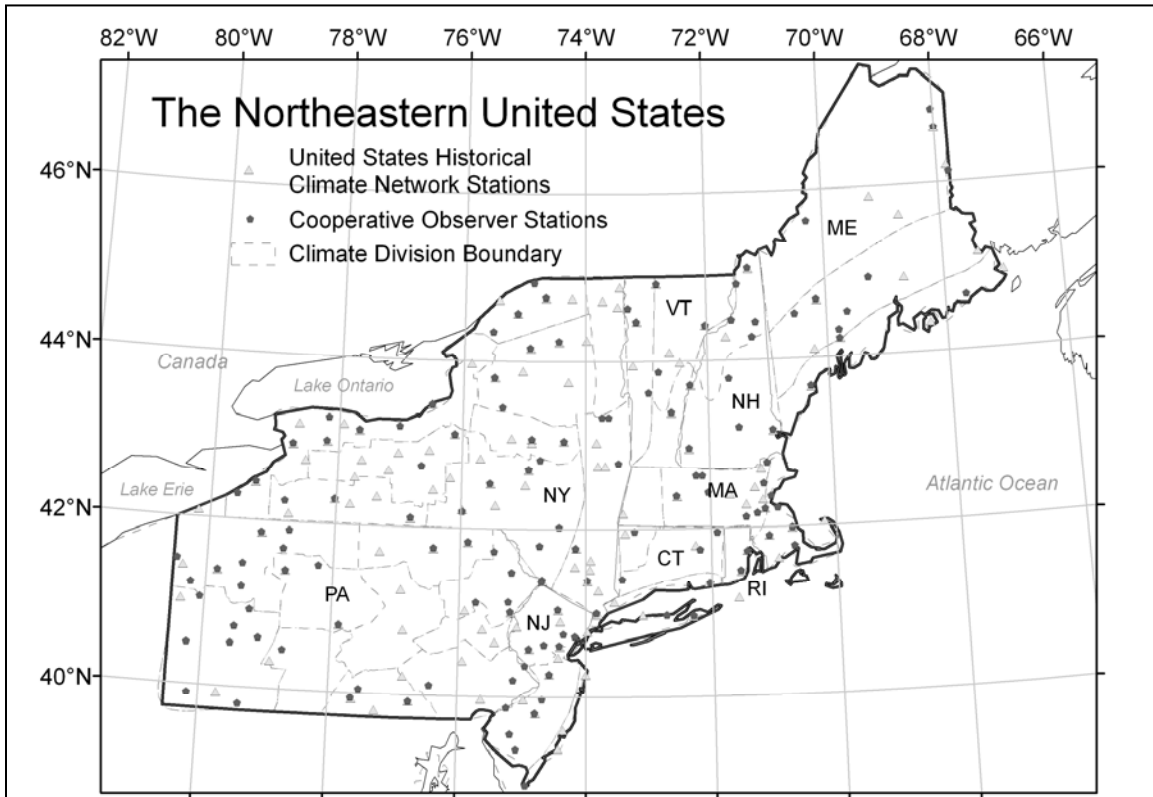 82°W 80°W 78°W 76°W 74°W 72°W 70°W 68°W 66°W
The Northeastern United States
United States Historical
Climate Network Stations
Cooperative Observer Stations
Climate Division Boundary
46°N
44°N
42°N
40°N
ME
VT
NH
Canada
Lake Ontario
Lake Erie
NY
MA
Atlantic Ocean
CT
RI
PA
NJ